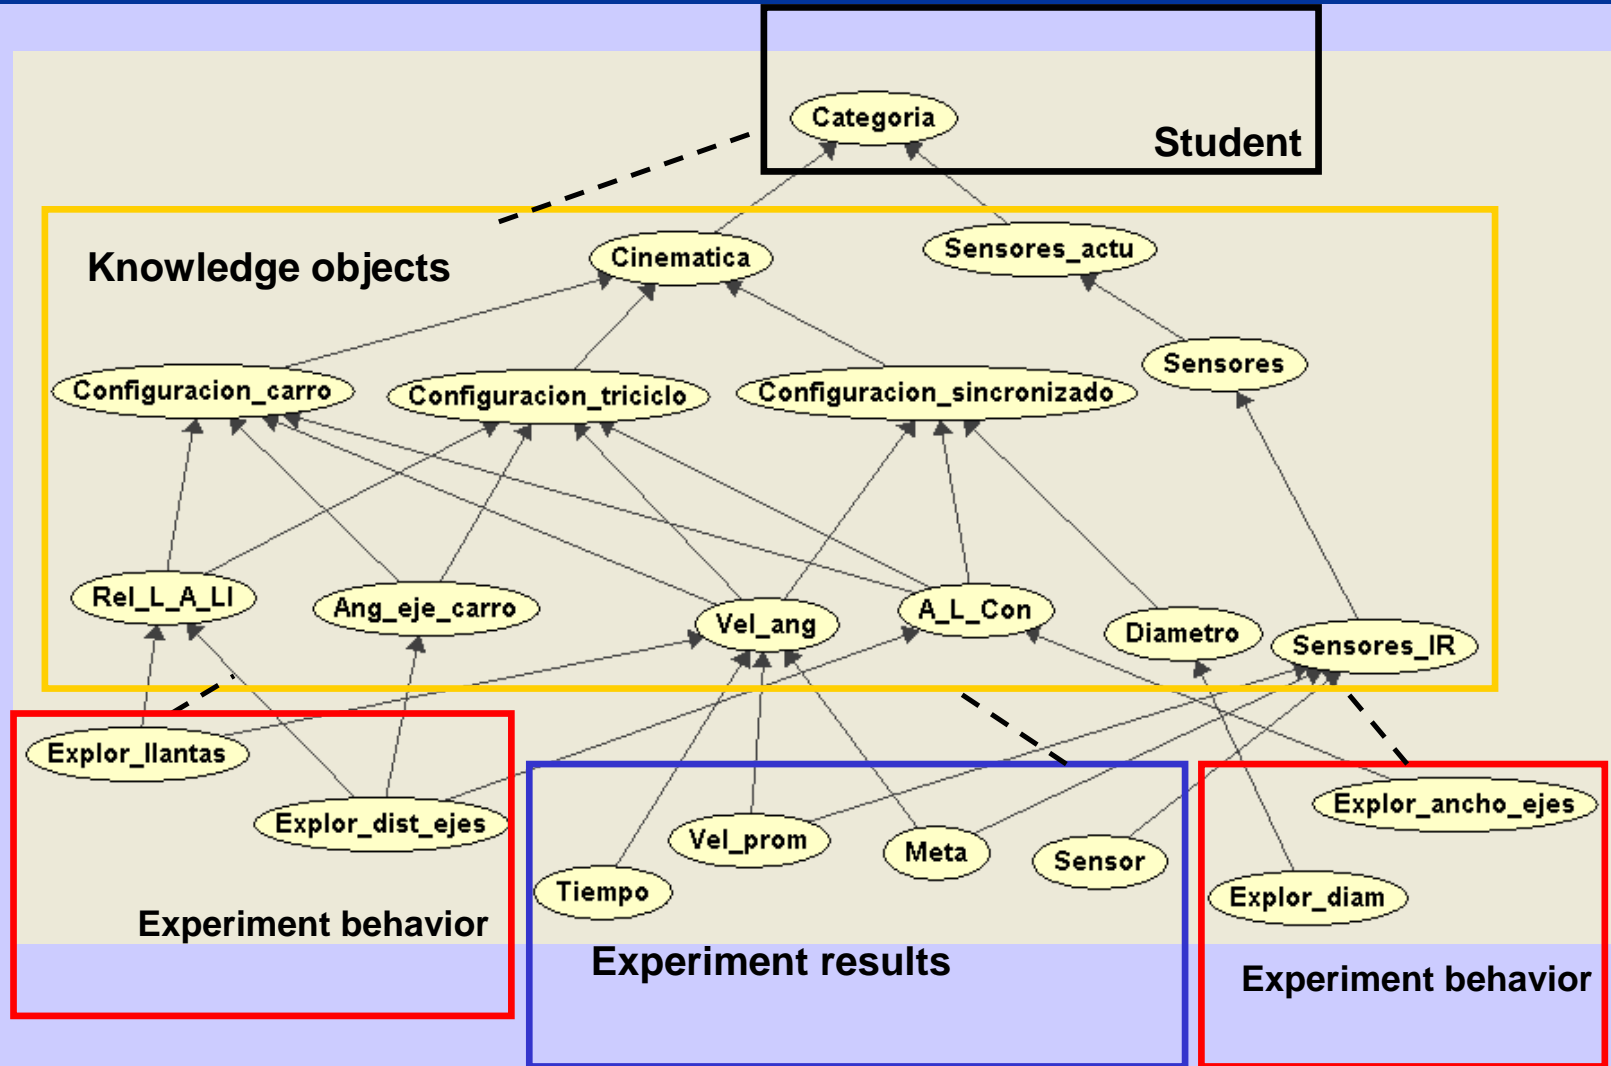 Categoria
Student
Knowledge objects
Cinematica
Sensores_actu
Sensores
Configuracion_carro
Configuracion_triciclo
Configuracion_sincronizado
Rel_L_A_Ll
Ang_eje_carro
Vel_ang
A_L_Con
Diametro
Sensores_IR
Explor_llantas
Explor_dist_ejes
Vel_prom
Meta
Sensor
Tiempo
Explor_ancho_ejes
Explor_diam
Experiment behavior
Experiment results
Experiment behavior